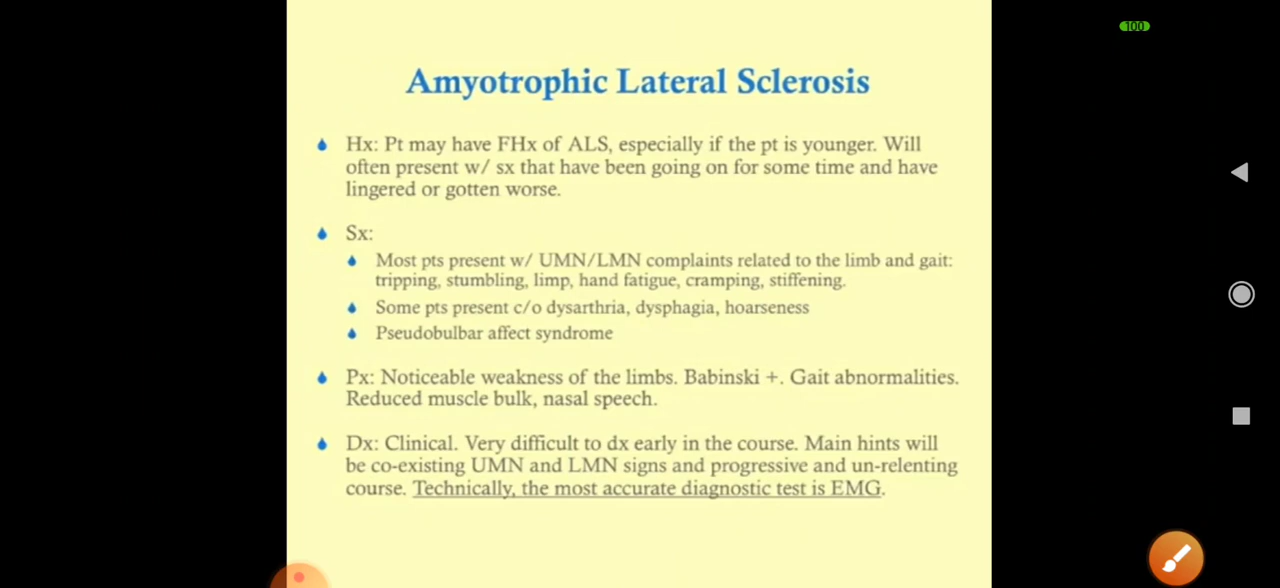 100
Amyotrophic Lateral Sclerosis
Hx: Pt may have FHx of ALS, especially if the pt is younger. Will
often present w/ sx that have been going on for some time and have
lingered or gotten worse.
Sx:
Most pts present w/ UMN/LMN complaints related to the limb and gait:
tripping, stumbling, limp, hand fatigue, cramping, stiffening.
Some pts present c/o dysarthria, dysphagia, hoarseness
Pseudobulbar affect syndrome
Px: Noticeable weakness of the limbs. Babinski +. Gait abnormalities.
Reduced muscle bulk, nasal speech.
Dx: Clinical. Very difficult to dx early in the course. Main hints will
be co-existing UMN and LMN signs and progressive and un-relenting
course. Technically, the most accurate diagnostic test is EMG.